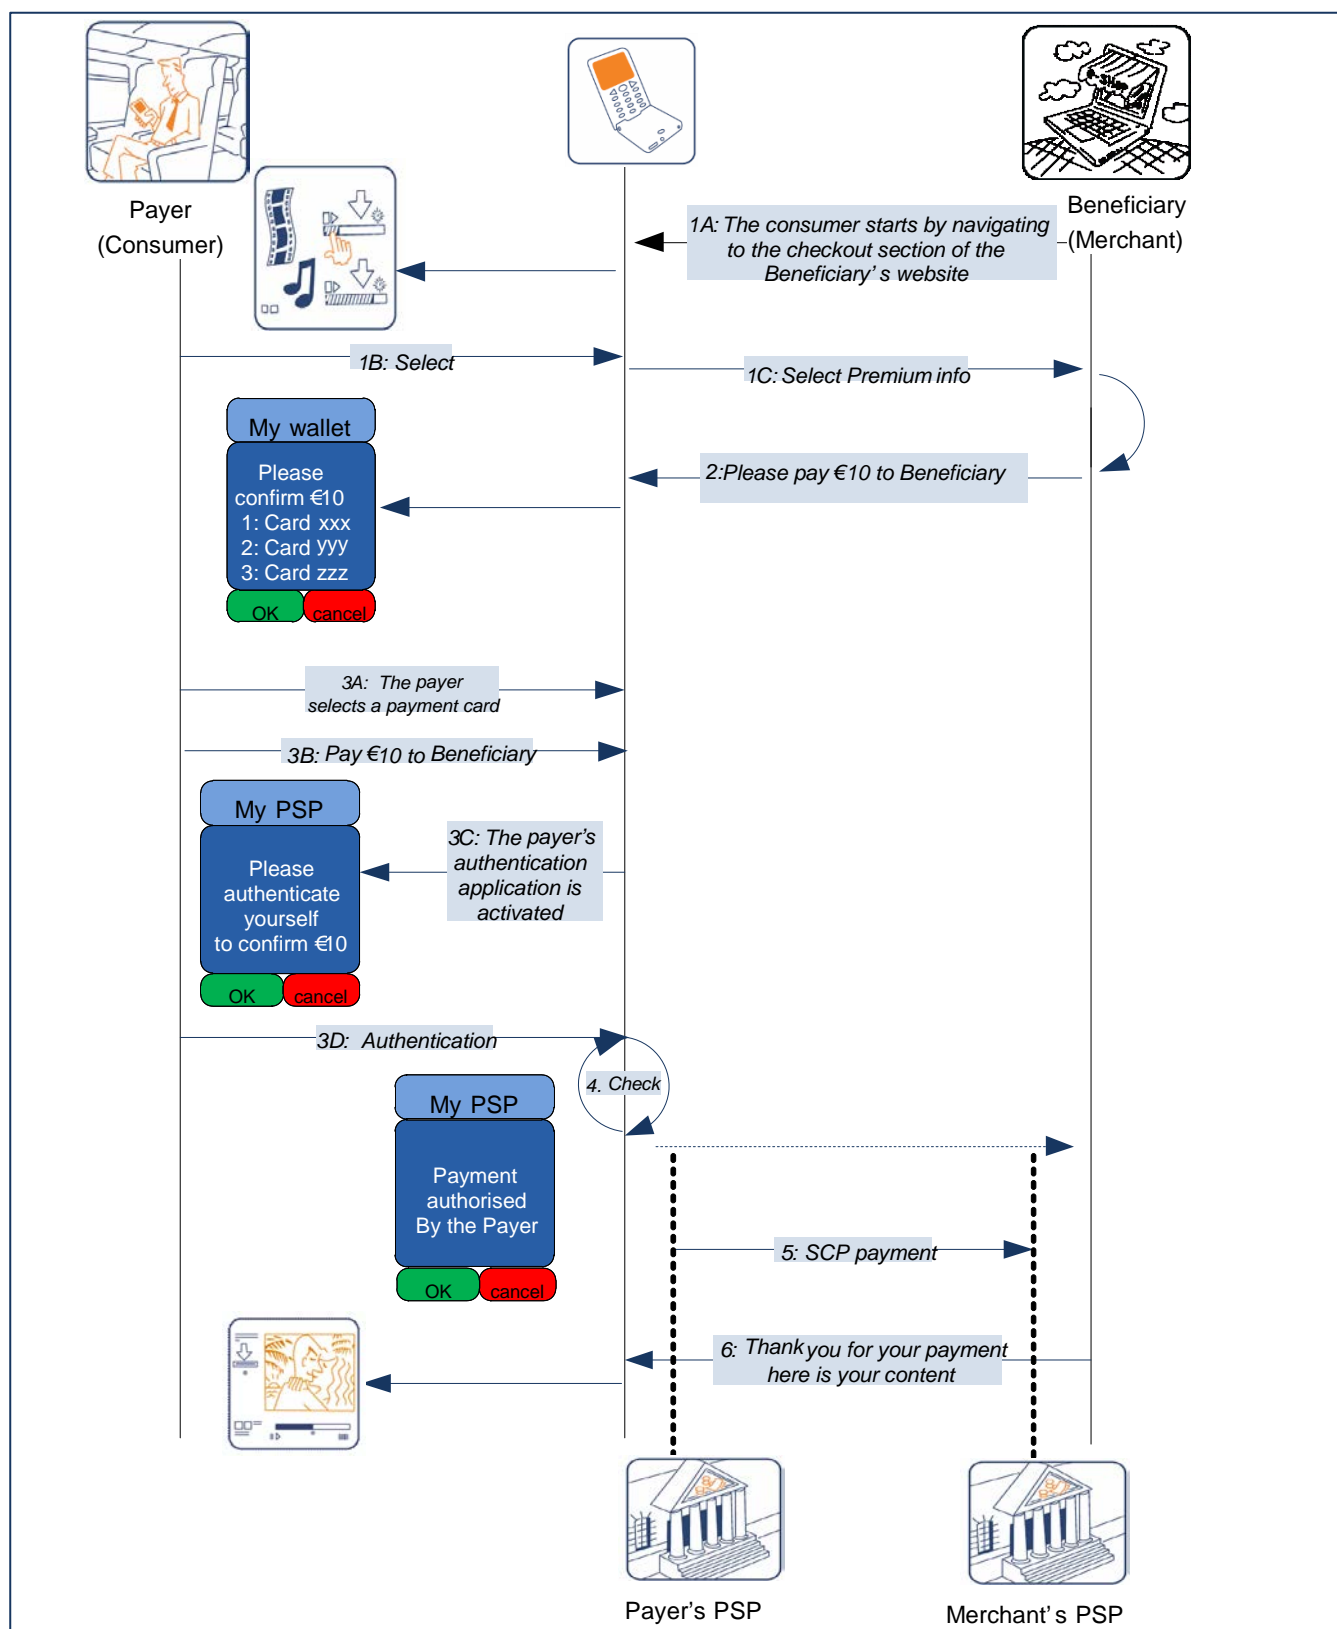 e-Shop
Payer
(Consumer)
Beneficiary
(Merchant)
1A: The consumer starts by navigating
to the checkout section of the
Beneficiary's website
1B: Select
1C: Select Premium info
My wallet
Please
confirm €10
1: Card xxx
2: Card yyy
3: Card zzz
OK
cancel
2:Please pay €10 to Beneficiary
3A: The payer
selects a payment card
3B: Pay €10 to Beneficiary
My PSP
Please
authenticate
yourself
to confirm €10
OK
cancel
3C: The payer's
authentication
application is
activated
3D: Authentication
4. Check
My PSP
Payment
authorised
By the Payer
OK
cancel
5: SCP payment
6: Thank you for your payment
here is your content
Payer's PSP
Merchant's PSP